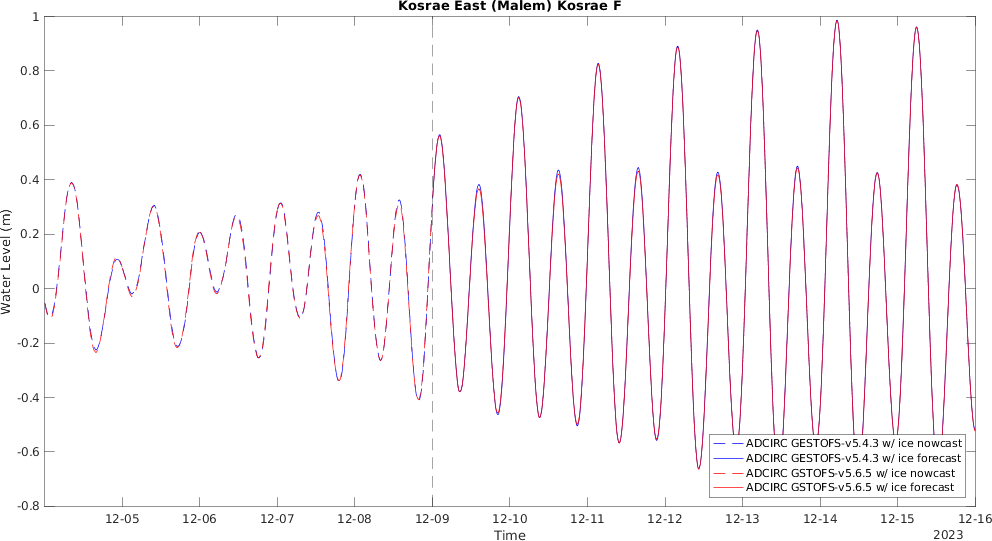 Kosrae East (Malem) Kosrae F
Water Level (m)
1
0.8
0.6
0.4
0.2
0
-0.2
-0.4
-0.6
-0.8
ADCIRC GESTOFS-v5.4.3 w/ ice nowcast
ADCIRC GESTOFS-v5.4.3 w/ ice forecast
ADCIRC GSTOFS-v5.6.5 w/ ice nowcast
ADCIRC GSTOFS-v5.6.5 w/ ice forecast
12-05 12-06 12-07 12-08 12-09 12-10 12-11 12-12 12-13 12-14 12-15 12-16
Time
2023